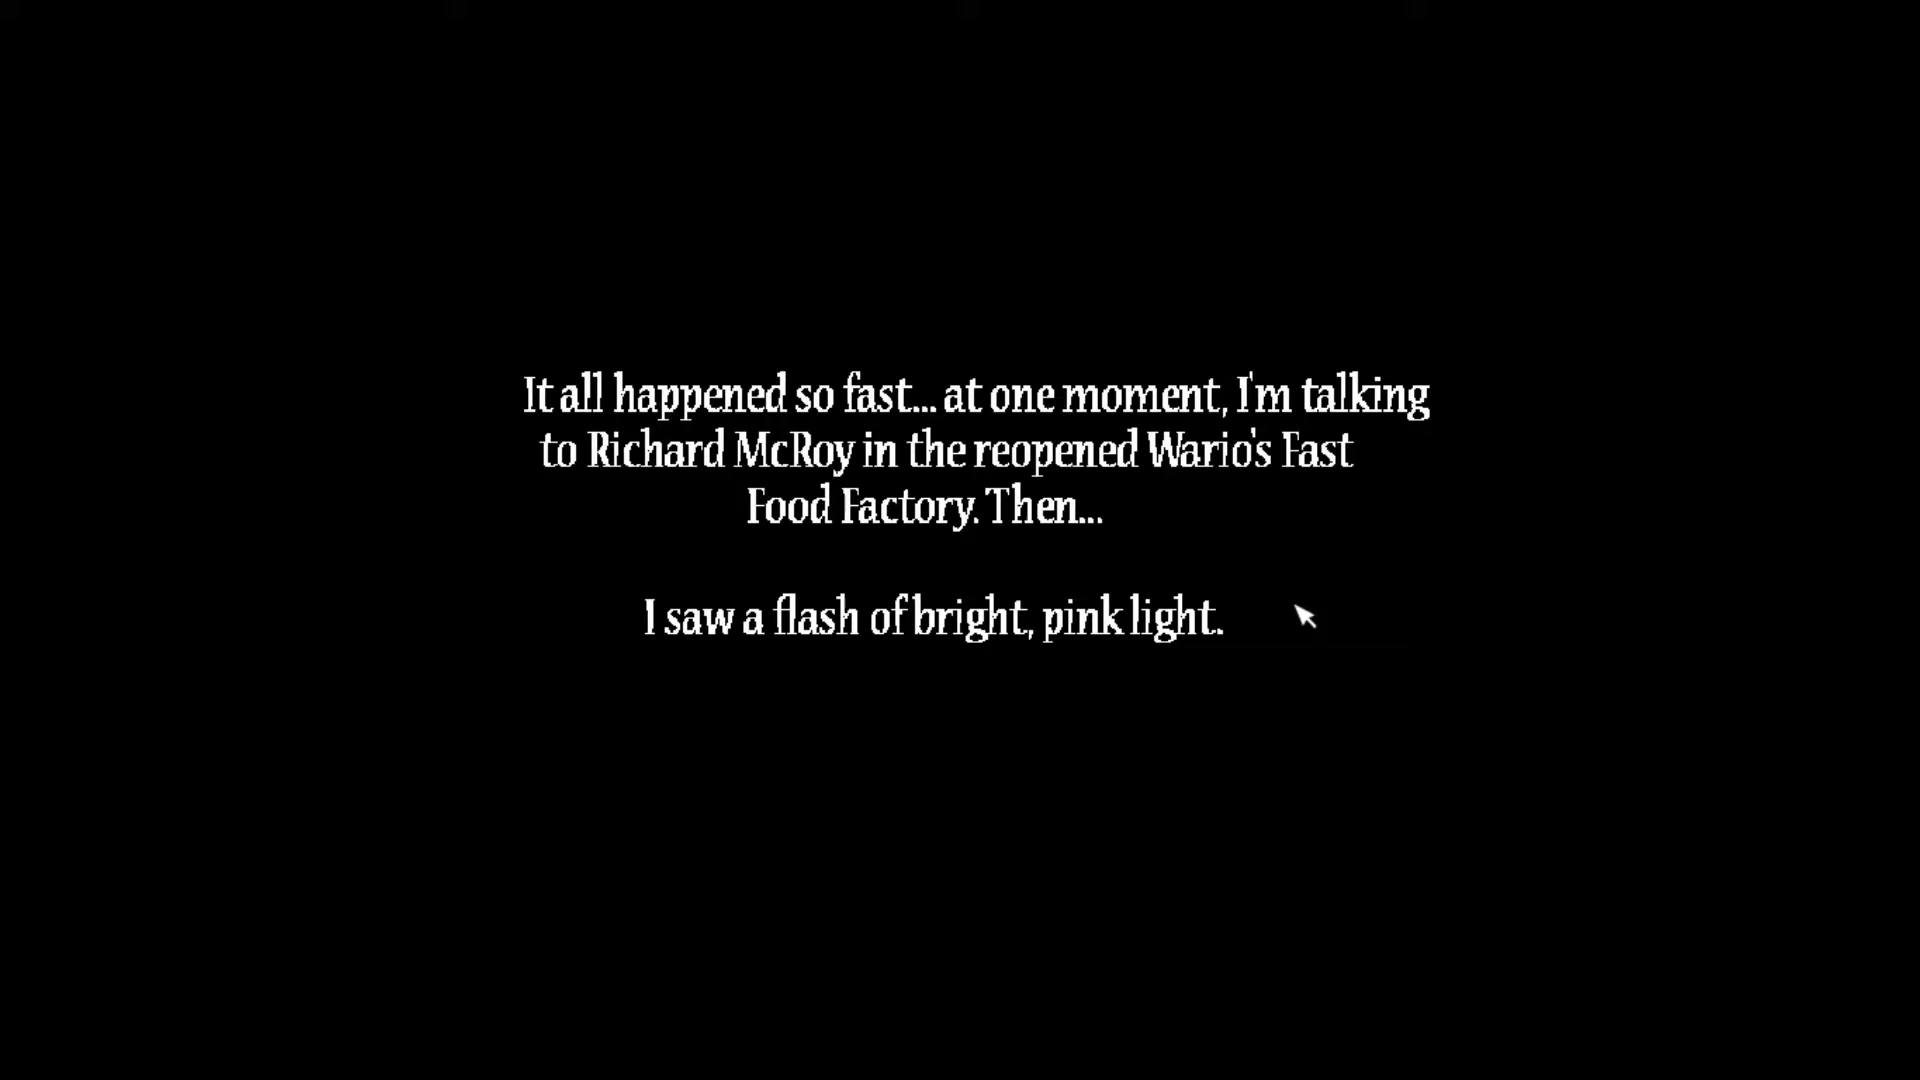 It all happened so fast... at one moment, I'm talking
to Richard McRoy in the reopened Wario's Fast
Food Factory. Then...
I saw a flash of bright, pink light.